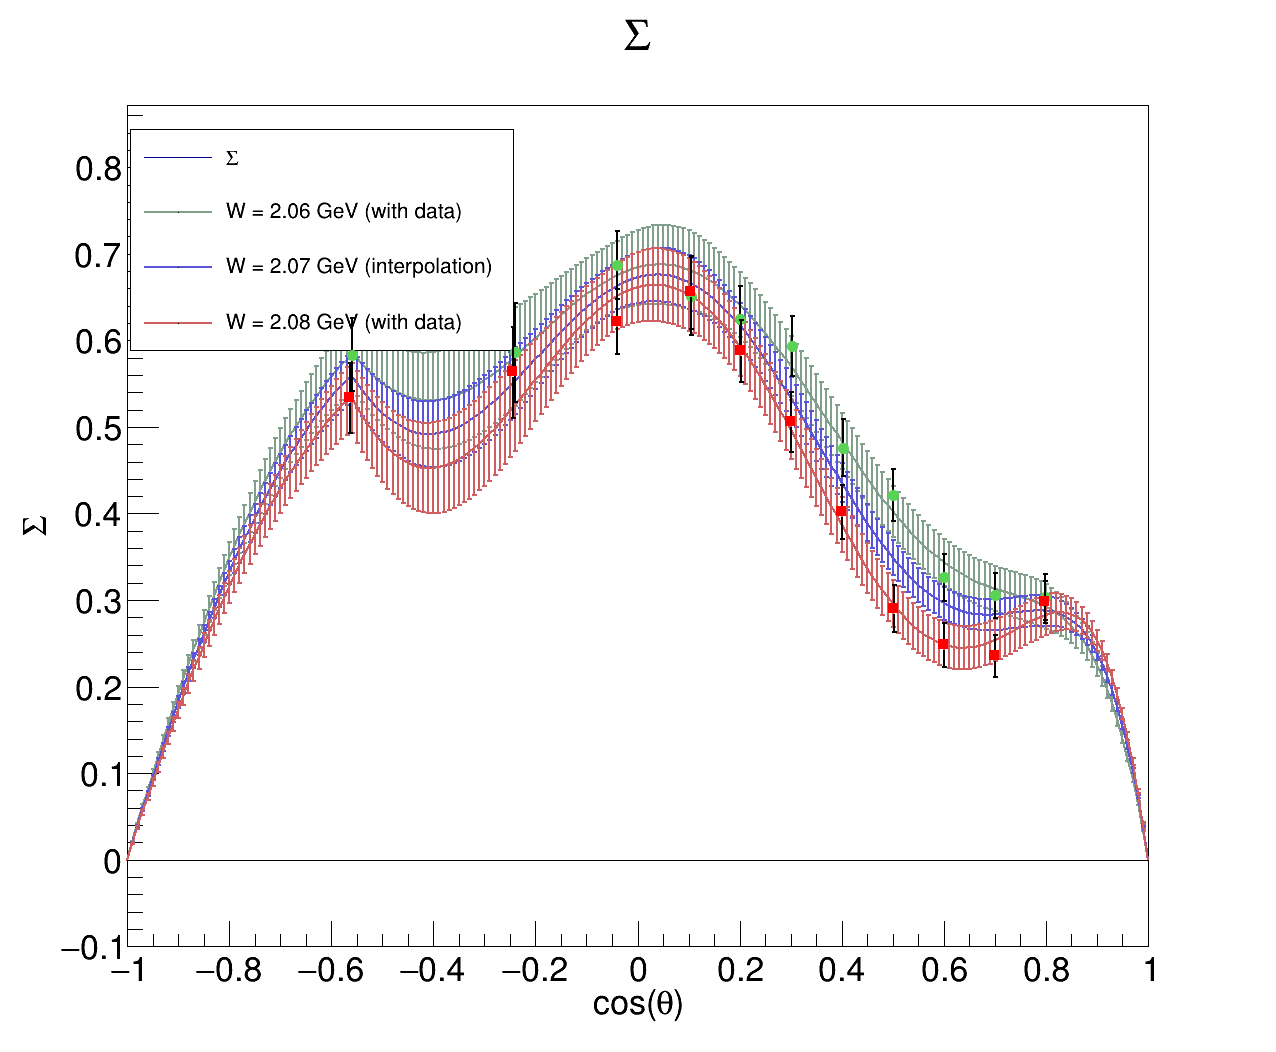 Σ
Σ
W = 2.06 GeV (with data)
W = 2.07 GeV (interpolation)
W = 2.08 GeV (with data)
0.8
0.7
0.6
0.5
0.4
0.3
0.2
0.1
0
−0.1
Σ
−1 −0.8 −0.6 −0.4 −0.2 0 0.2 0.4 0.6 0.8 1
cos(θ)